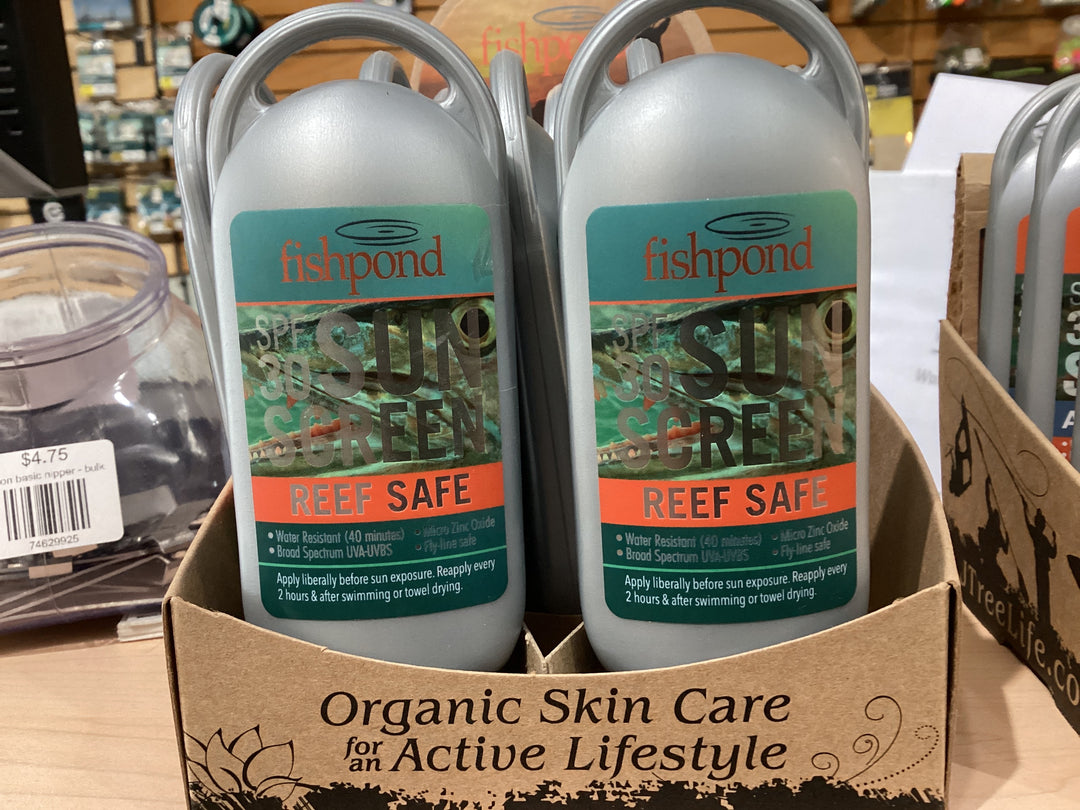 fishpond
fishpond
SPF
30 SUN
SCREEN
REEF SAFE
• Water Resistant (40 minutes)
• Broad Spectrum UVA-UVBS
• Micro Zinc Oxide
• Fly-line safe
Apply liberally before sun exposure. Reapply every
2 hours & after swimming or towel drying.
fishpond
SPF
30 SUN
SCREEN
REEF SAFE
• Water Resistant (40 minutes)
• Broad Spectrum UVA-UVBS
• Micro Zinc Oxide
• Fly-line safe
Apply liberally before sun exposure. Reapply every
2 hours & after swimming or towel drying.
$4.75
on basic nipper - bulk
74629925
Organic Skin Care
for an Active Lifestyle
TreeLife.co